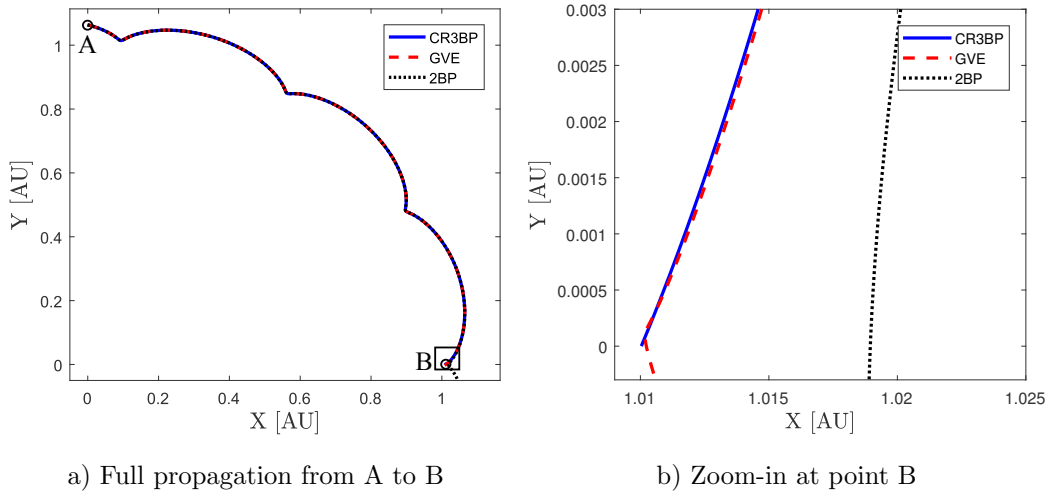 A
B
CR3BP
GVE
2BP
1
0.8
0.6
0.4
0.2
0
Y [AU]
0
0.2
0.4
0.6
0.8
1
X [AU]
a) Full propagation from A to B
CR3BP
GVE
2BP
0.003
0.0025
0.002
0.0015
0.001
0.0005
0
Y [AU]
1.01
1.015
1.02
1.025
X [AU]
b) Zoom-in at point B